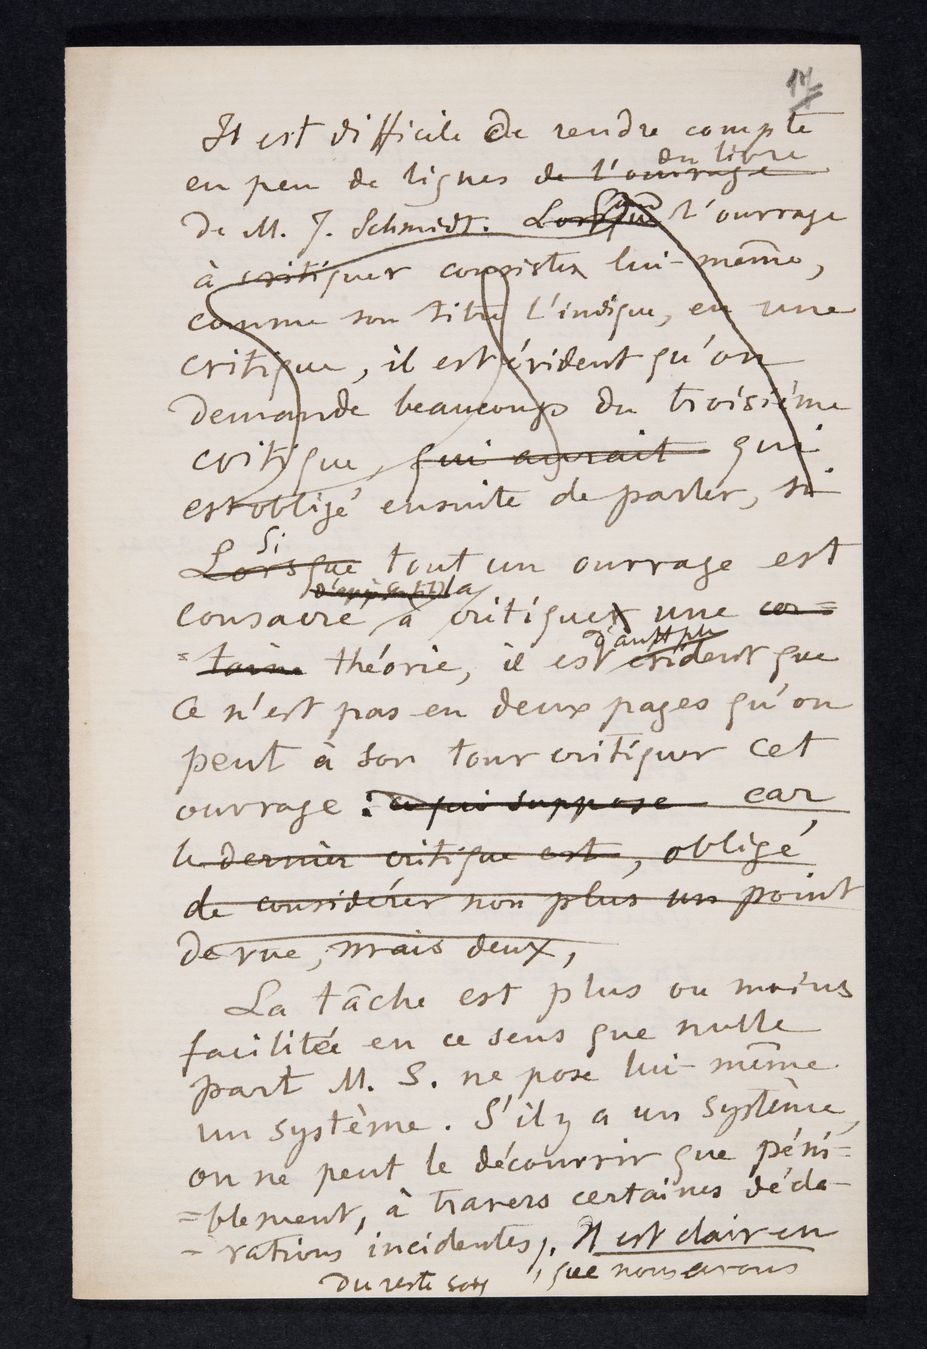 Il est difficile de rendre compte
du livre
en peu de lignes de l'ouvrage
de M. J. Schmidt. Lorsque l'ouvrage
à critiquer consiste lui-même,
comme son titre l'indique, en une
critique, il est évident qu'on
demande beaucoup du troisième
critique, qui aurait qui
est obligé ensuite de parler, si
Si
Lorsque tout un ouvrage est
la
consacré à critiquer une cer=
=taine théorie, il est évident que
ce n'est pas en deux pages qu'on
peut à son tour critiquer cet
ouvrage : ce qui suppose car
le dernier critique est, obligé
de considérer non plus un point
de vue, mais deux,
La tâche est plus ou moins
facilitée en ce sens que nulle
part M. S. ne pose lui-même
un système. S'il y a un système,
on ne peut le découvrir que péni=
=blement, à travers certaines décla-
-rations incidentes. Il est clair en
du reste , que nous avons